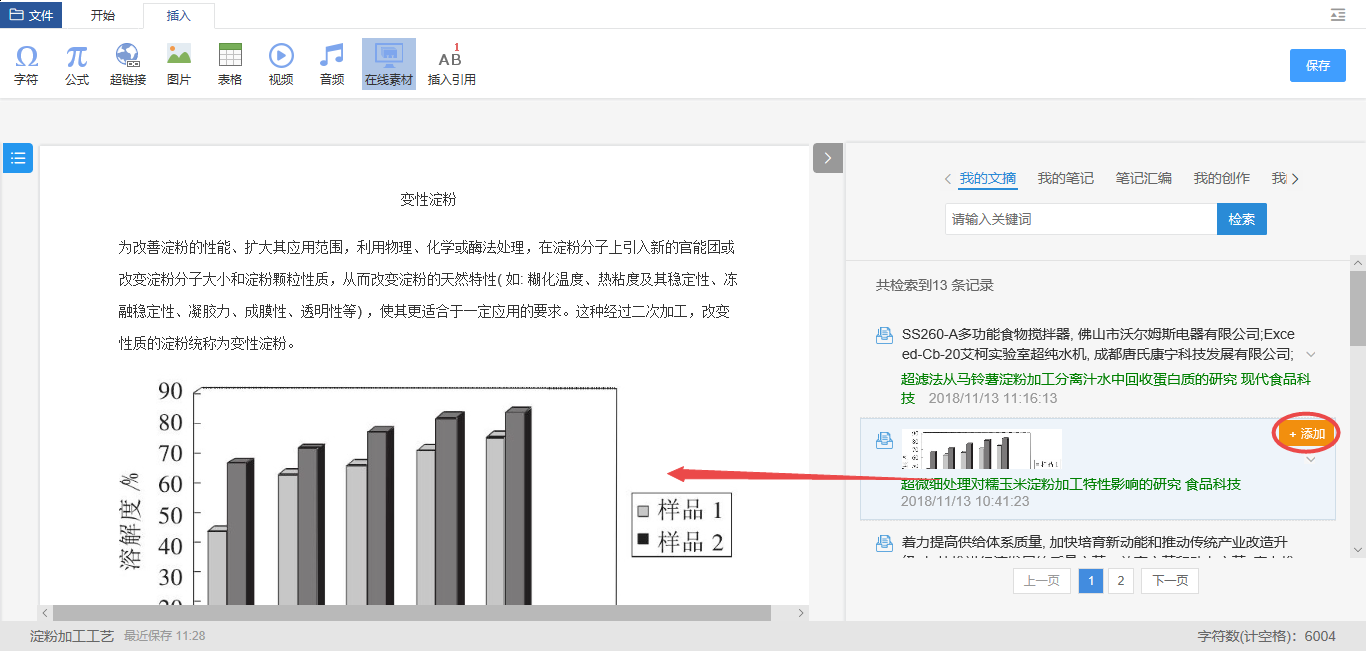 文件 开始 插入
Ω π 1 AB
字符 公式 超链接 图片 表格 视频 音频 在线素材 插入引用
保存
变性淀粉
为改善淀粉的性能、扩大其应用范围，利用物理、化学或酶法处理，在淀粉分子上引入新的官能团或
改变淀粉分子大小和淀粉颗粒性质，从而改变淀粉的天然特性( 如: 糊化温度、热粘度及其稳定性、冻
融稳定性、凝胶力、成膜性、透明性等) ，使其更适合于一定应用的要求。这种经过二次加工，改变
性质的淀粉统称为变性淀粉。
90
80
70
60
50
40
30
20
溶解度 /%
样品 1
样品 2
我的文摘 我的笔记 笔记汇编 我的创作
请输入关键词 检索
共检索到13 条记录
SS260-A多功能食物搅拌器, 佛山市沃尔姆斯电器有限公司;Exce
ed-Cb-20艾柯实验室超纯水机, 成都唐氏康宁科技发展有限公司;
超滤法从马铃薯淀粉加工分离汁水中回收蛋白质的研究 现代食品科
技 2018/11/13 11:16:13
+ 添加
超微细处理对糯玉米淀粉加工特性影响的研究 食品科技
2018/11/13 10:41:23
着力提高供给体系质量, 加快培育新动能和推动传统产业改造升
上一页 1 2 下一页
淀粉加工工艺 最近保存 11:28
字符数(计空格)：6004